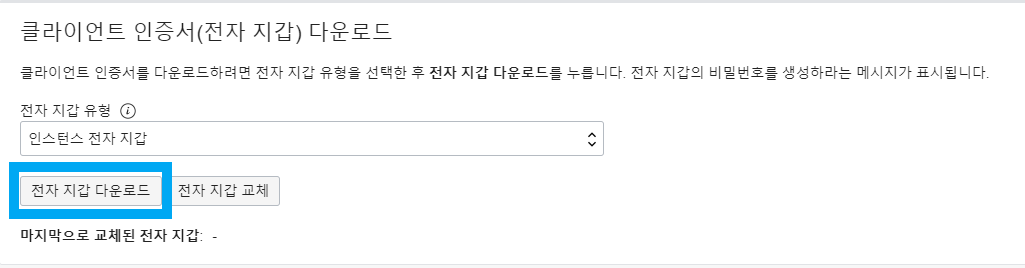 클라이언트 인증서(전자 지갑) 다운로드
클라이언트 인증서를 다운로드하려면 전자 지갑 유형을 선택한 후 전자 지갑 다운로드를 누릅니다. 전자 지갑의 비밀번호를 생성하라는 메시지가 표시됩니다.
전자 지갑 유형 i
인스턴스 전자 지갑
전자 지갑 다운로드 전자 지갑 교체
마지막으로 교체된 전자 지갑: -